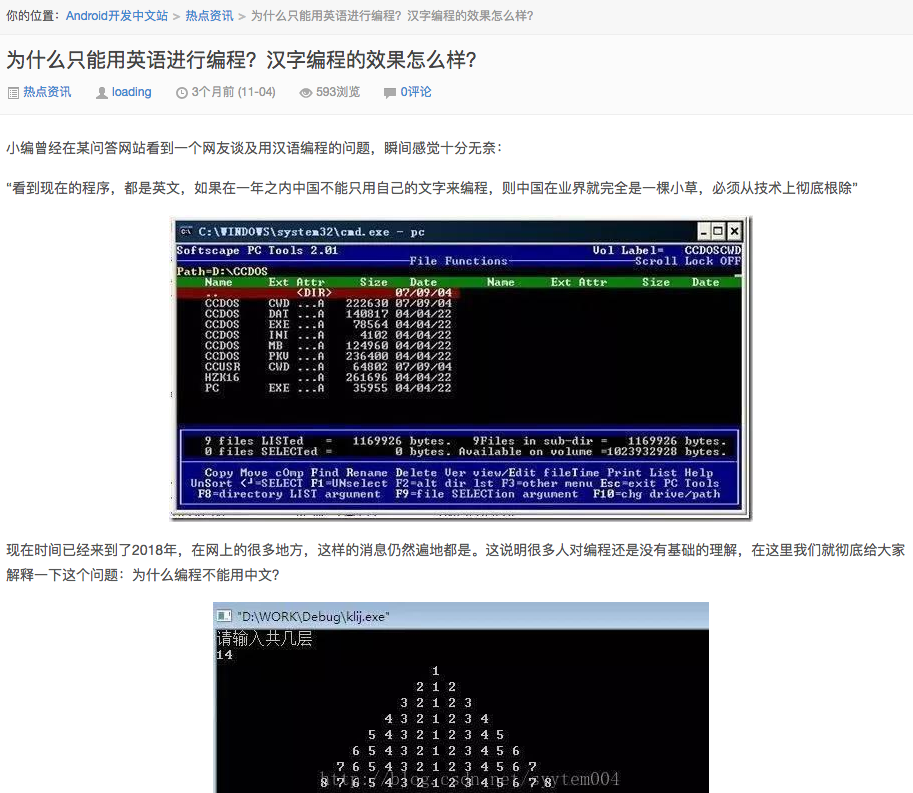 你的位置：Android开发中文站 > 热点资讯 > 为什么只能用英语进行编程？汉字编程的效果怎么样？
为什么只能用英语进行编程？汉字编程的效果怎么样？
热点资讯 loading 3个月前 (11-04) 593浏览 0评论
小编曾经在某问答网站看到一个网友谈及用汉语编程的问题，瞬间感觉十分无奈：
“看到现在的程序，都是英文，如果在一年之内中国不能只用自己的文字来编程，则中国在业界就完全是一棵小草，必须从技术上彻底根除”
C:\WINDOWS\system32\cmd.exe - pc
Softscape PC Tools 2.01 Vol Label= CCDOSCWD
File Functions Scroll Lock OFF
Path=D:\CCDOS
Name Ext Attr Size Date Name Ext Attr Size Date
.. <DIR> 07/09/04
CCDOS CWD ...A 222630 07/09/04
CCDOS DAT ...A 140817 04/04/22
CCDOS EXE ...A 78564 04/04/22
CCDOS INI ...A 4102 04/04/22
CCDOS MB ...A 124960 04/04/22
CCDOS PKU ...A 236400 04/04/22
CCUSR CWD ...A 64802 07/09/04
HZK16 ...A 261696 04/04/22
PC EXE ...A 35955 04/04/22
9 files LISTed = 1169926 bytes. 9Files in sub-dir = 1169926 bytes.
0 files SELECTed = 0 bytes. Available on volume =1023932928 bytes.
Copy Move cOmp Find Rename Delete Ver view/Edit fileTime Print List Help
UnSort <┘=SELECT F1=UNselect F2=alt dir lst F3=other menu Esc=exit PC Tools
F8=directory LIST argument F9=file SELECTion argument F10=chg drive/path
现在时间已经来到了2018年，在网上的很多地方，这样的消息仍然遍地都是。这说明很多人对编程还是没有基础的理解，在这里我们就彻底给大家
解释一下这个问题：为什么编程不能用中文？
"D:\WORK\Debug\klij.exe"
请输入共几层
14
1
2 1 2
3 2 1 2 3
4 3 2 1 2 3 4
5 4 3 2 1 2 3 4 5
6 5 4 3 2 1 2 3 4 5 6
7 6 5 4 3 2 1 2 3 4 5 6 7
8 7 6 5 4 3 2 1 2 3 4 5 6 7 8